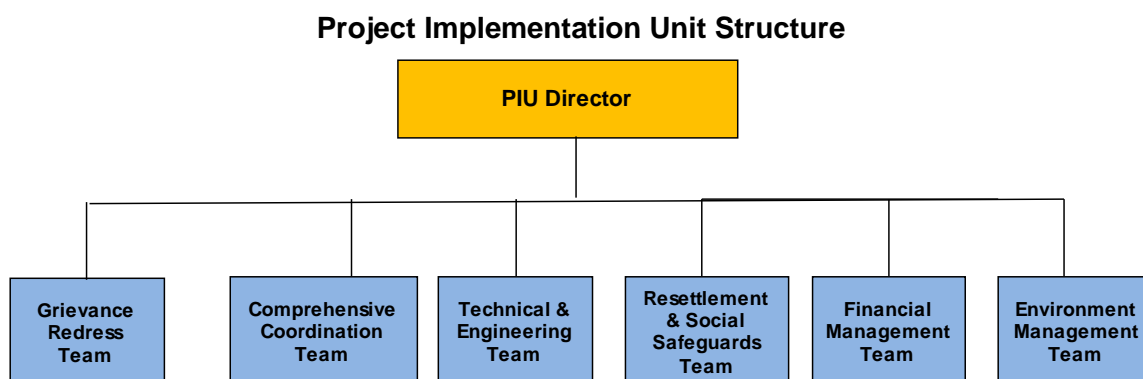 Project Implementation Unit Structure
PIU Director
Grievance
Redress
Team
Comprehensive
Coordination
Team
Technical &
Engineering
Team
Resettlement
& Social
Safeguards
Team
Financial
Management
Team
Environment
Management
Team